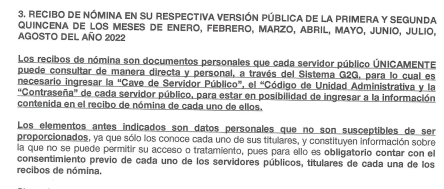 3. RECIBO DE NÓMINA EN SU RESPECTIVA VERSIÓN PÚBLICA DE LA PRIMERA Y SEGUNDA
QUINCENA DE LOS MESES DE ENERO, FEBRERO, MARZO, ABRIL, MAYO, JUNIO, JULIO,
AGOSTO DEL AÑO 2022
Los recibos de nómina son documentos personales que cada servidor público ÚNICAMENTE
puede consultar de manera directa y personal, a través del Sistema G2G, para lo cual es
necesario ingresar la "Cave de Servidor Público", el "Código de Unidad Administrativa y la
"Contraseña" de cada servidor público, para estar en posibilidad de ingresar a la información
contenida en el recibo de nómina de cada uno de ellos.
Los elementos antes indicados son datos personales que no son susceptibles de ser
proporcionados, ya que sólo los conoce cada uno de sus titulares, y constituyen información sobre
la que no se puede permitir su acceso o tratamiento, pues para ello es obligatorio contar con el
consentimiento previo de cada uno de los servidores públicos, titulares de cada una de los
recibos de nómina.